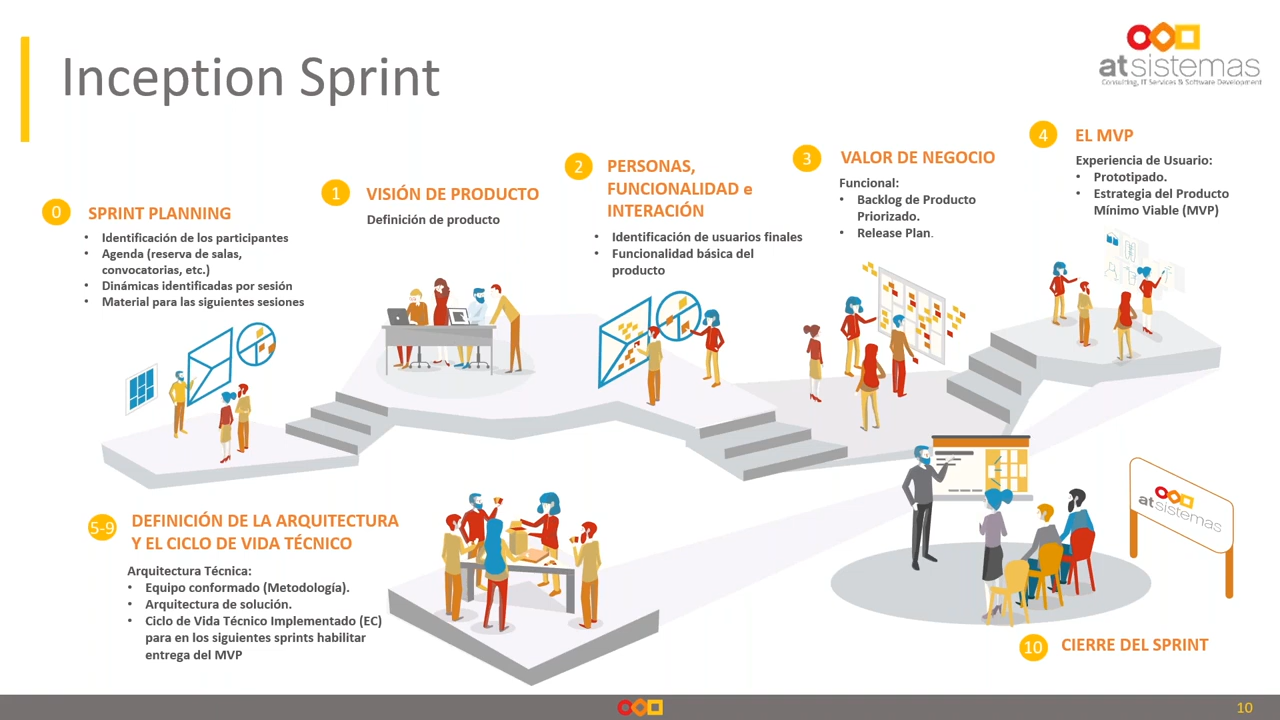 Inception Sprint
atsistemas
Consulting, IT Services & Software Development
0
SPRINT PLANNING
• Identificación de los participantes
• Agenda (reserva de salas,
convocatorias, etc.)
• Dinámicas identificadas por sesión
• Material para las siguientes sesiones
1
VISIÓN DE PRODUCTO
Definición de producto
2
PERSONAS,
FUNCIONALIDAD e
INTERACIÓN
• Identificación de usuarios finales
• Funcionalidad básica del
producto
3
VALOR DE NEGOCIO
Funcional:
• Backlog de Producto
Priorizado.
• Release Plan.
4
EL MVP
Experiencia de Usuario:
• Prototipado.
• Estrategia del Producto
Mínimo Viable (MVP)
5-9
DEFINICIÓN DE LA ARQUITECTURA
Y EL CICLO DE VIDA TÉCNICO
Arquitectura Técnica:
• Equipo conformado (Metodología).
• Arquitectura de solución.
• Ciclo de Vida Técnico Implementado (EC)
para en los siguientes sprints habilitar
entrega del MVP
atsistemas
10
CIERRE DEL SPRINT
10